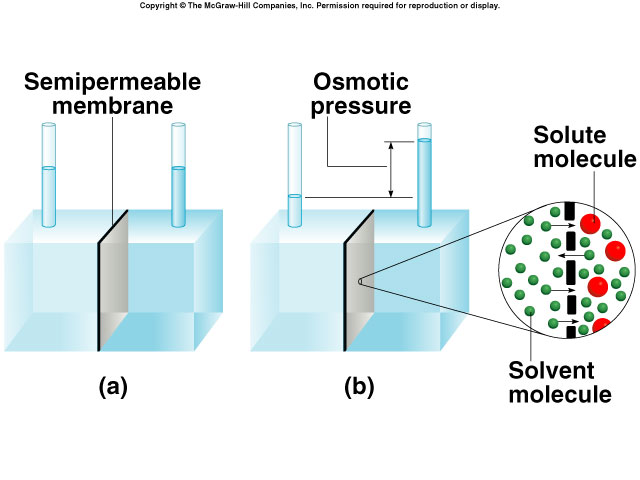 Copyright © The McGraw-Hill Companies, Inc. Permission required for reproduction or display.
Semipermeable
membrane
Osmotic
pressure
Solute
molecule
Solvent
molecule
(a)
(b)